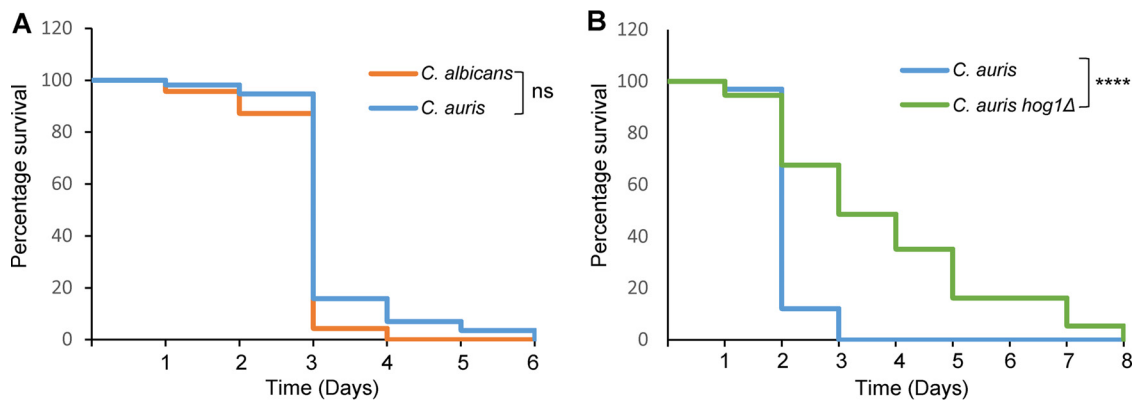 A
120
100
80
60
40
20
0
Percentage survival
C. albicans
C. auris
ns
1 2 3 4 5 6
Time (Days)
B
120
100
80
60
40
20
0
Percentage survival
C. auris
C. auris hog1Δ
****
1 2 3 4 5 6 7 8
Time (Days)